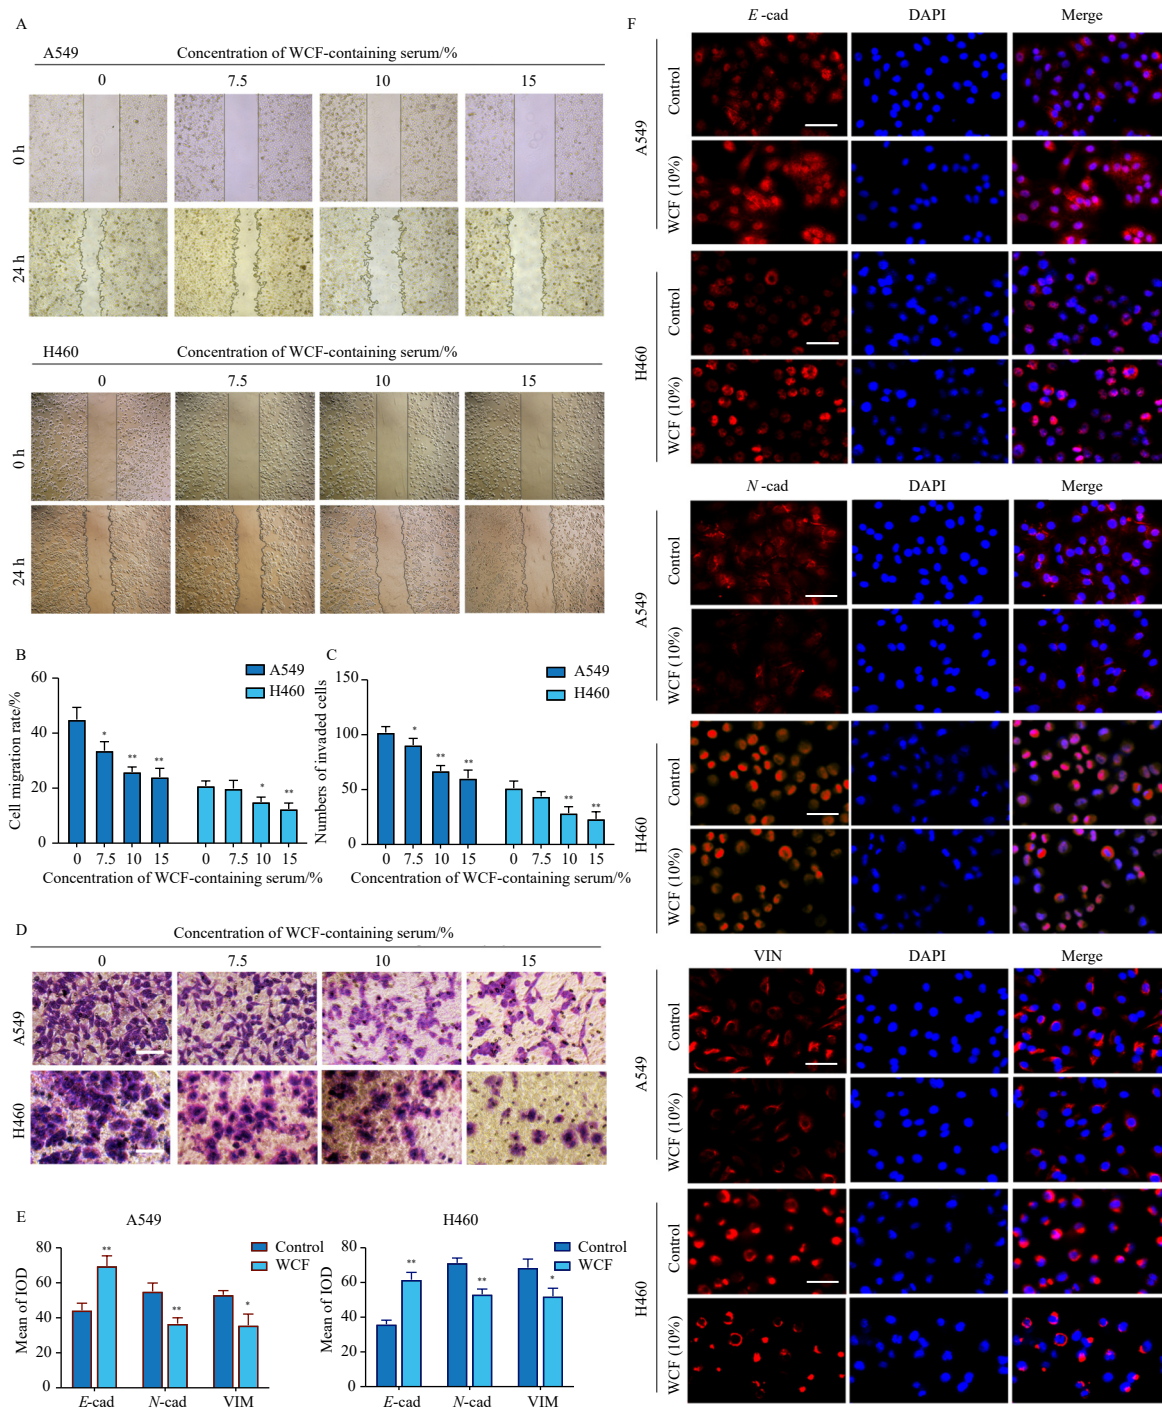 A
A549 Concentration of WCF-containing serum/%
0 7.5 10 15
0 h
24 h
H460 Concentration of WCF-containing serum/%
0 7.5 10 15
0 h
24 h
B
A549
H460
Cell migration rate/%
60
40
20
0
* ** ** * **
0 7.5 10 15 0 7.5 10 15
Concentration of WCF-containing serum/%
C
A549
H460
Numbers of invaded cells
150
100
50
0
* ** ** ** **
0 7.5 10 15 0 7.5 10 15
Concentration of WCF-containing serum/%
D
Concentration of WCF-containing serum/%
0 7.5 10 15
A549
H460
E
A549
Control
WCF
Mean of IOD
80
60
40
20
0
** ** *
E-cad N-cad VIM
H460
Control
WCF
Mean of IOD
80
60
40
20
0
** ** *
E-cad N-cad VIM
F
E -cad DAPI Merge
A549
Control
WCF (10%)
H460
Control
WCF (10%)
N -cad DAPI Merge
A549
Control
WCF (10%)
H460
Control
WCF (10%)
VIN DAPI Merge
A549
Control
WCF (10%)
H460
Control
WCF (10%)